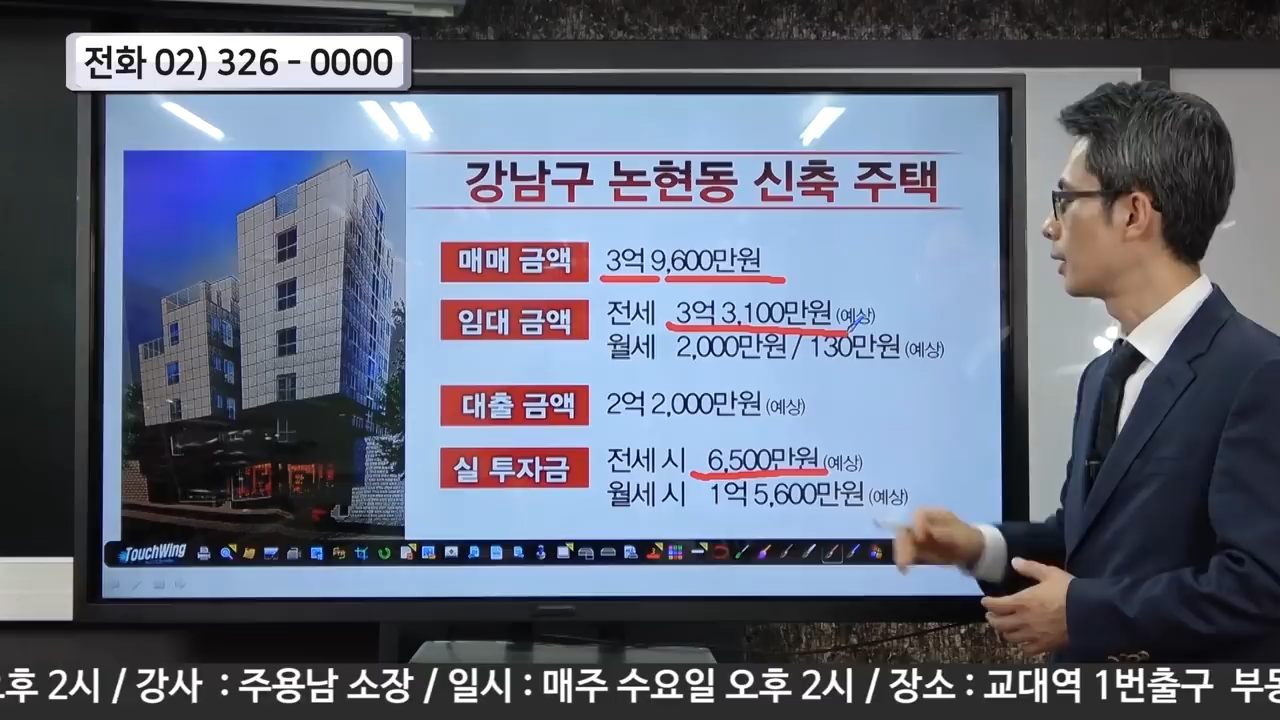 전화 02) 326 - 0000
강남구 논현동 신축 주택
매매 금액 3억 9,600만원
임대 금액 전세 3억 3,100만원 (예상)
월세 2,000만원 / 130만원 (예상)
대출 금액 2억 2,000만원 (예상)
실 투자금 전세 시 6,500만원 (예상)
월세 시 1억 5,600만원 (예상)
TouchWing
오후 2시 / 강사 : 주용남 소장 / 일시 : 매주 수요일 오후 2시 / 장소 : 교대역 1번출구 부동